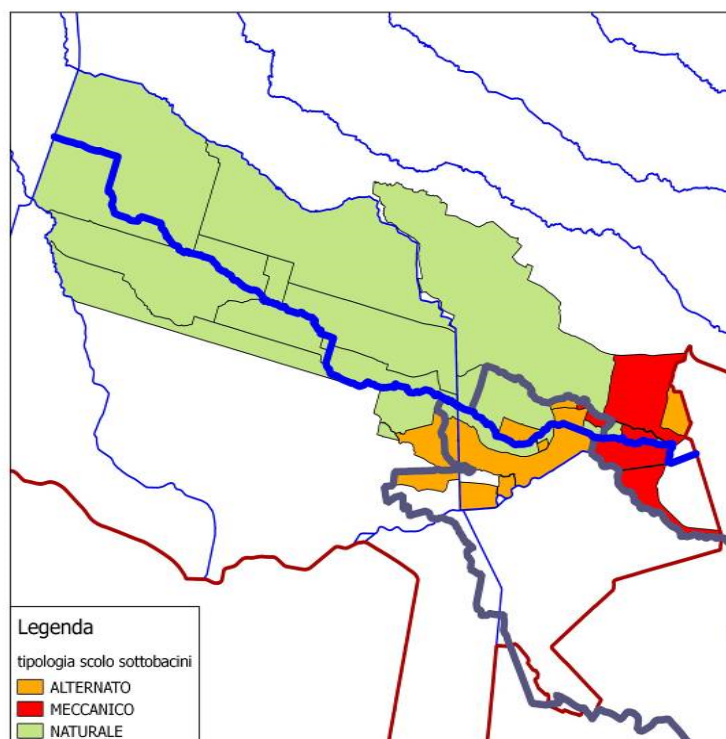 Legenda
tipologia scolo sottobacini
ALTERNATO
MECCANICO
NATURALE